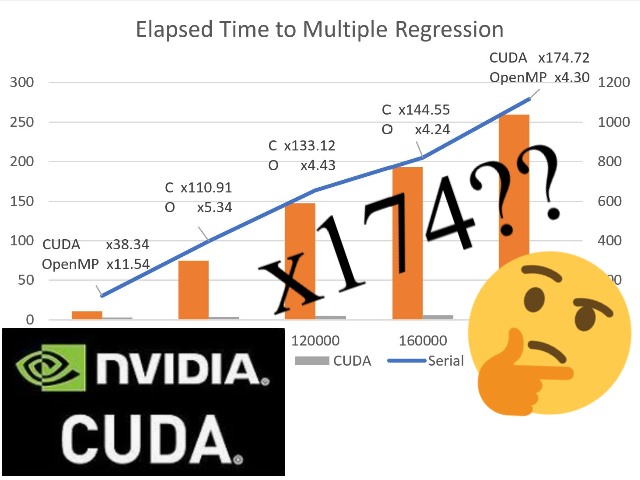 Elapsed Time to Multiple Regression
CUDA x174.72
OpenMP x4.30
300
1200
250
C x144.55
O x4.24
1000
200
C x133.12
O x4.43
800
150
C x110.91
O x5.34
600
100
CUDA x38.34
OpenMP x11.54
400
50
0
x174??
120000
160000
CUDA
Serial
NVIDIA®
CUDA®